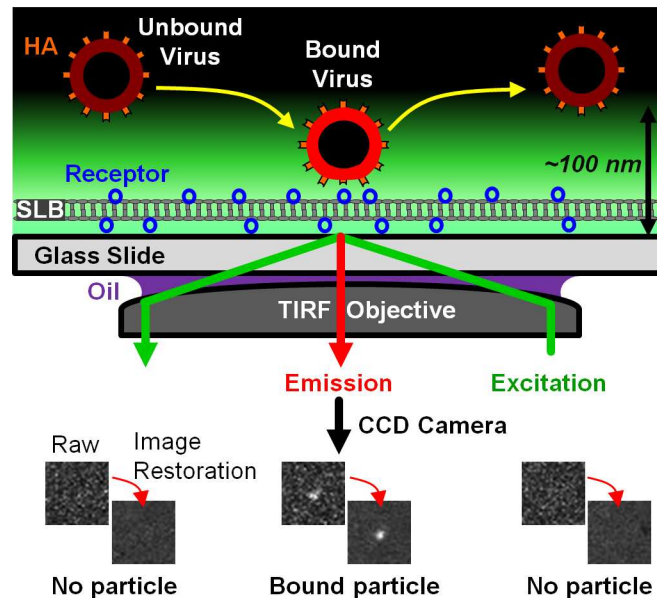 HA
Unbound
Virus
Bound
Virus
~100 nm
Receptor
SLB
Glass Slide
Oil
TIRF Objective
Emission
Excitation
CCD Camera
Raw
Image
Restoration
No particle
Bound particle
No particle